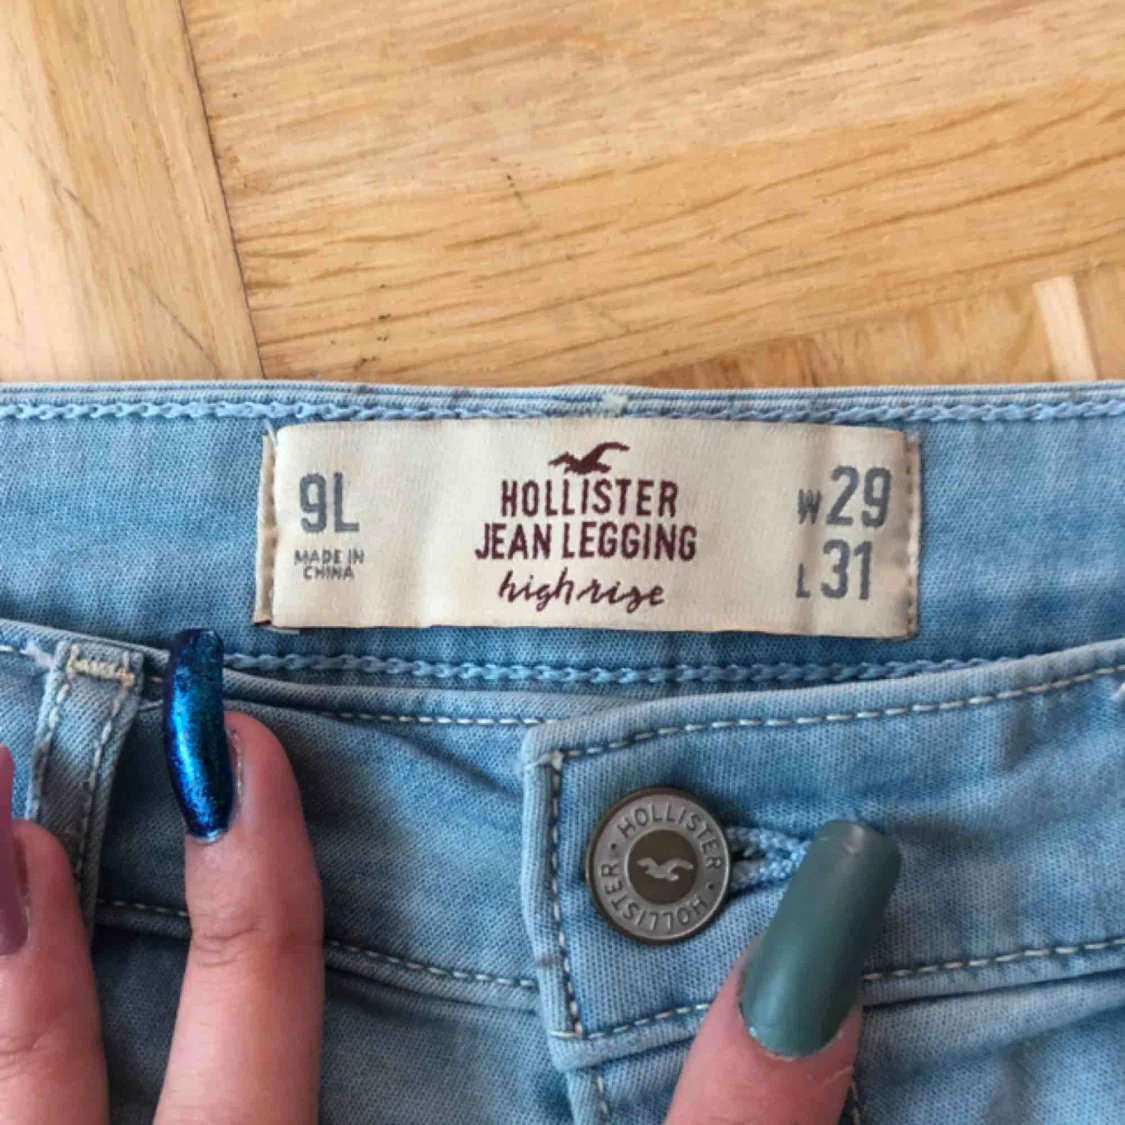 9L
MADE IN
CHINA
HOLLISTER
JEAN LEGGING
high rise
W29
L31
HOLLISTER · HOLLISTER ·